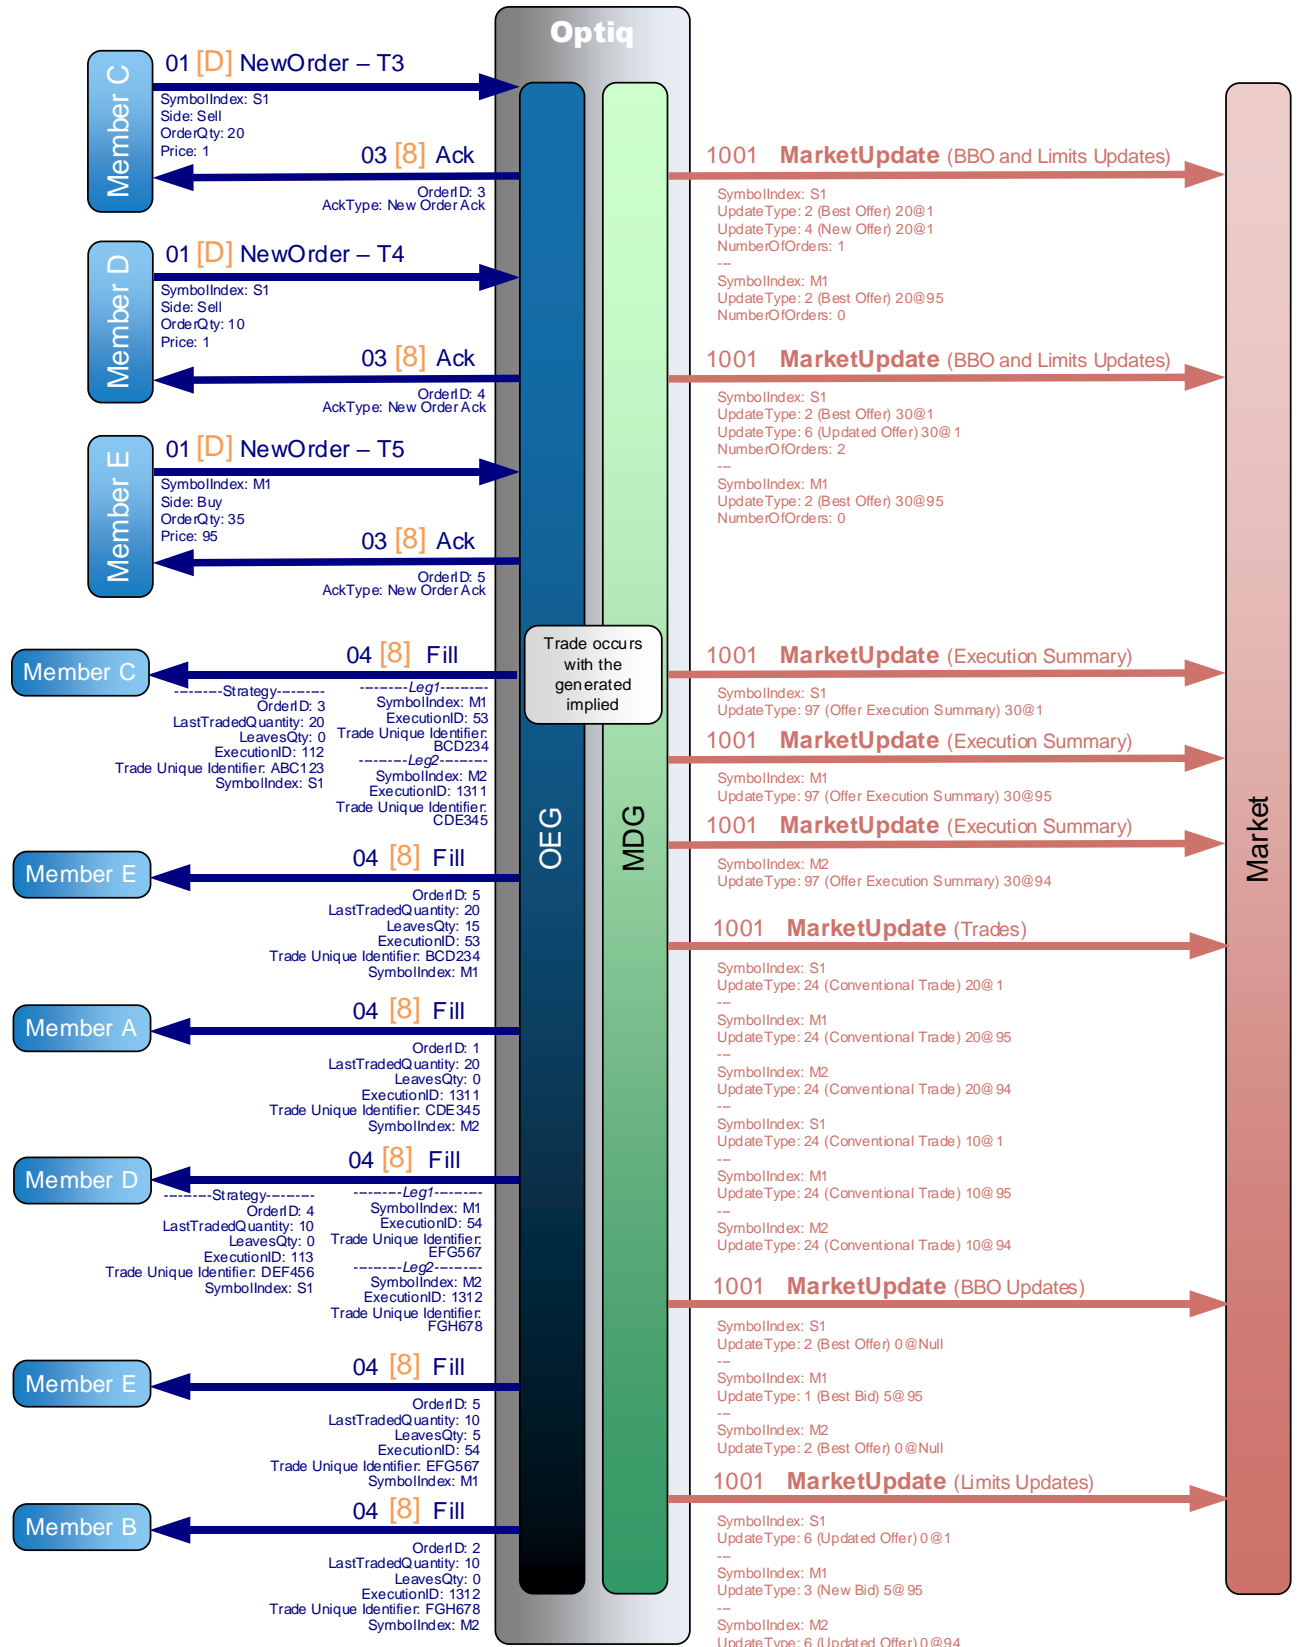 Optiq
Member C
01 [D] NewOrder – T3
SymbolIndex: S1
Side: Sell
OrderQty: 20
Price: 1
03 [8] Ack
OrderID: 3
AckType: New Order Ack
1001 MarketUpdate (BBO and Limits Updates)
SymbolIndex: S1
UpdateType: 2 (Best Offer) 20@1
UpdateType: 4 (New Offer) 20@1
NumberOfOrders: 1
---
SymbolIndex: M1
UpdateType: 2 (Best Offer) 20@95
NumberOfOrders: 0
Member D
01 [D] NewOrder – T4
SymbolIndex: S1
Side: Sell
OrderQty: 10
Price: 1
03 [8] Ack
OrderID: 4
AckType: New Order Ack
1001 MarketUpdate (BBO and Limits Updates)
SymbolIndex: S1
UpdateType: 2 (Best Offer) 30@1
UpdateType: 6 (Updated Offer) 30@1
NumberOfOrders: 2
---
SymbolIndex: M1
UpdateType: 2 (Best Offer) 30@95
NumberOfOrders: 0
Member E
01 [D] NewOrder – T5
SymbolIndex: M1
Side: Buy
OrderQty: 35
Price: 95
03 [8] Ack
OrderID: 5
AckType: New Order Ack
Trade occurs
with the
generated
implied
OEG
MDG
Market
Member C
04 [8] Fill
---------Strategy---------
OrderID: 3
LastTradedQuantity: 20
LeavesQty: 0
ExecutionID: 112
Trade Unique Identifier: ABC123
SymbolIndex: S1
----------Leg1----------
SymbolIndex: M1
ExecutionID: 53
Trade Unique Identifier:
BCD234
----------Leg2----------
SymbolIndex: M2
ExecutionID: 1311
Trade Unique Identifier:
CDE345
1001 MarketUpdate (Execution Summary)
SymbolIndex: S1
UpdateType: 97 (Offer Execution Summary) 30@1
1001 MarketUpdate (Execution Summary)
SymbolIndex: M1
UpdateType: 97 (Offer Execution Summary) 30@95
1001 MarketUpdate (Execution Summary)
SymbolIndex: M2
UpdateType: 97 (Offer Execution Summary) 30@94
Member E
04 [8] Fill
OrderID: 5
LastTradedQuantity: 20
LeavesQty: 15
ExecutionID: 53
Trade Unique Identifier: BCD234
SymbolIndex: M1
1001 MarketUpdate (Trades)
SymbolIndex: S1
UpdateType: 24 (Conventional Trade) 20@1
---
SymbolIndex: M1
UpdateType: 24 (Conventional Trade) 20@95
---
SymbolIndex: M2
UpdateType: 24 (Conventional Trade) 20@94
---
SymbolIndex: S1
UpdateType: 24 (Conventional Trade) 10@1
---
SymbolIndex: M1
UpdateType: 24 (Conventional Trade) 10@95
---
SymbolIndex: M2
UpdateType: 24 (Conventional Trade) 10@94
Member A
04 [8] Fill
OrderID: 1
LastTradedQuantity: 20
LeavesQty: 0
ExecutionID: 1311
Trade Unique Identifier: CDE345
SymbolIndex: M2
Member D
04 [8] Fill
---------Strategy---------
OrderID: 4
LastTradedQuantity: 10
LeavesQty: 0
ExecutionID: 113
Trade Unique Identifier: DEF456
SymbolIndex: S1
----------Leg1----------
SymbolIndex: M1
ExecutionID: 54
Trade Unique Identifier:
EFG567
----------Leg2----------
SymbolIndex: M2
ExecutionID: 1312
Trade Unique Identifier:
FGH678
1001 MarketUpdate (BBO Updates)
SymbolIndex: S1
UpdateType: 2 (Best Offer) 0@Null
---
SymbolIndex: M1
UpdateType: 1 (Best Bid) 5@95
---
SymbolIndex: M2
UpdateType: 2 (Best Offer) 0@Null
Member E
04 [8] Fill
OrderID: 5
LastTradedQuantity: 10
LeavesQty: 5
ExecutionID: 54
Trade Unique Identifier: EFG567
SymbolIndex: M1
1001 MarketUpdate (Limits Updates)
SymbolIndex: S1
UpdateType: 6 (Updated Offer) 0@1
---
SymbolIndex: M1
UpdateType: 3 (New Bid) 5@95
---
SymbolIndex: M2
UpdateType: 6 (Updated Offer) 0@94
Member B
04 [8] Fill
OrderID: 2
LastTradedQuantity: 10
LeavesQty: 0
ExecutionID: 1312
Trade Unique Identifier: FGH678
SymbolIndex: M2